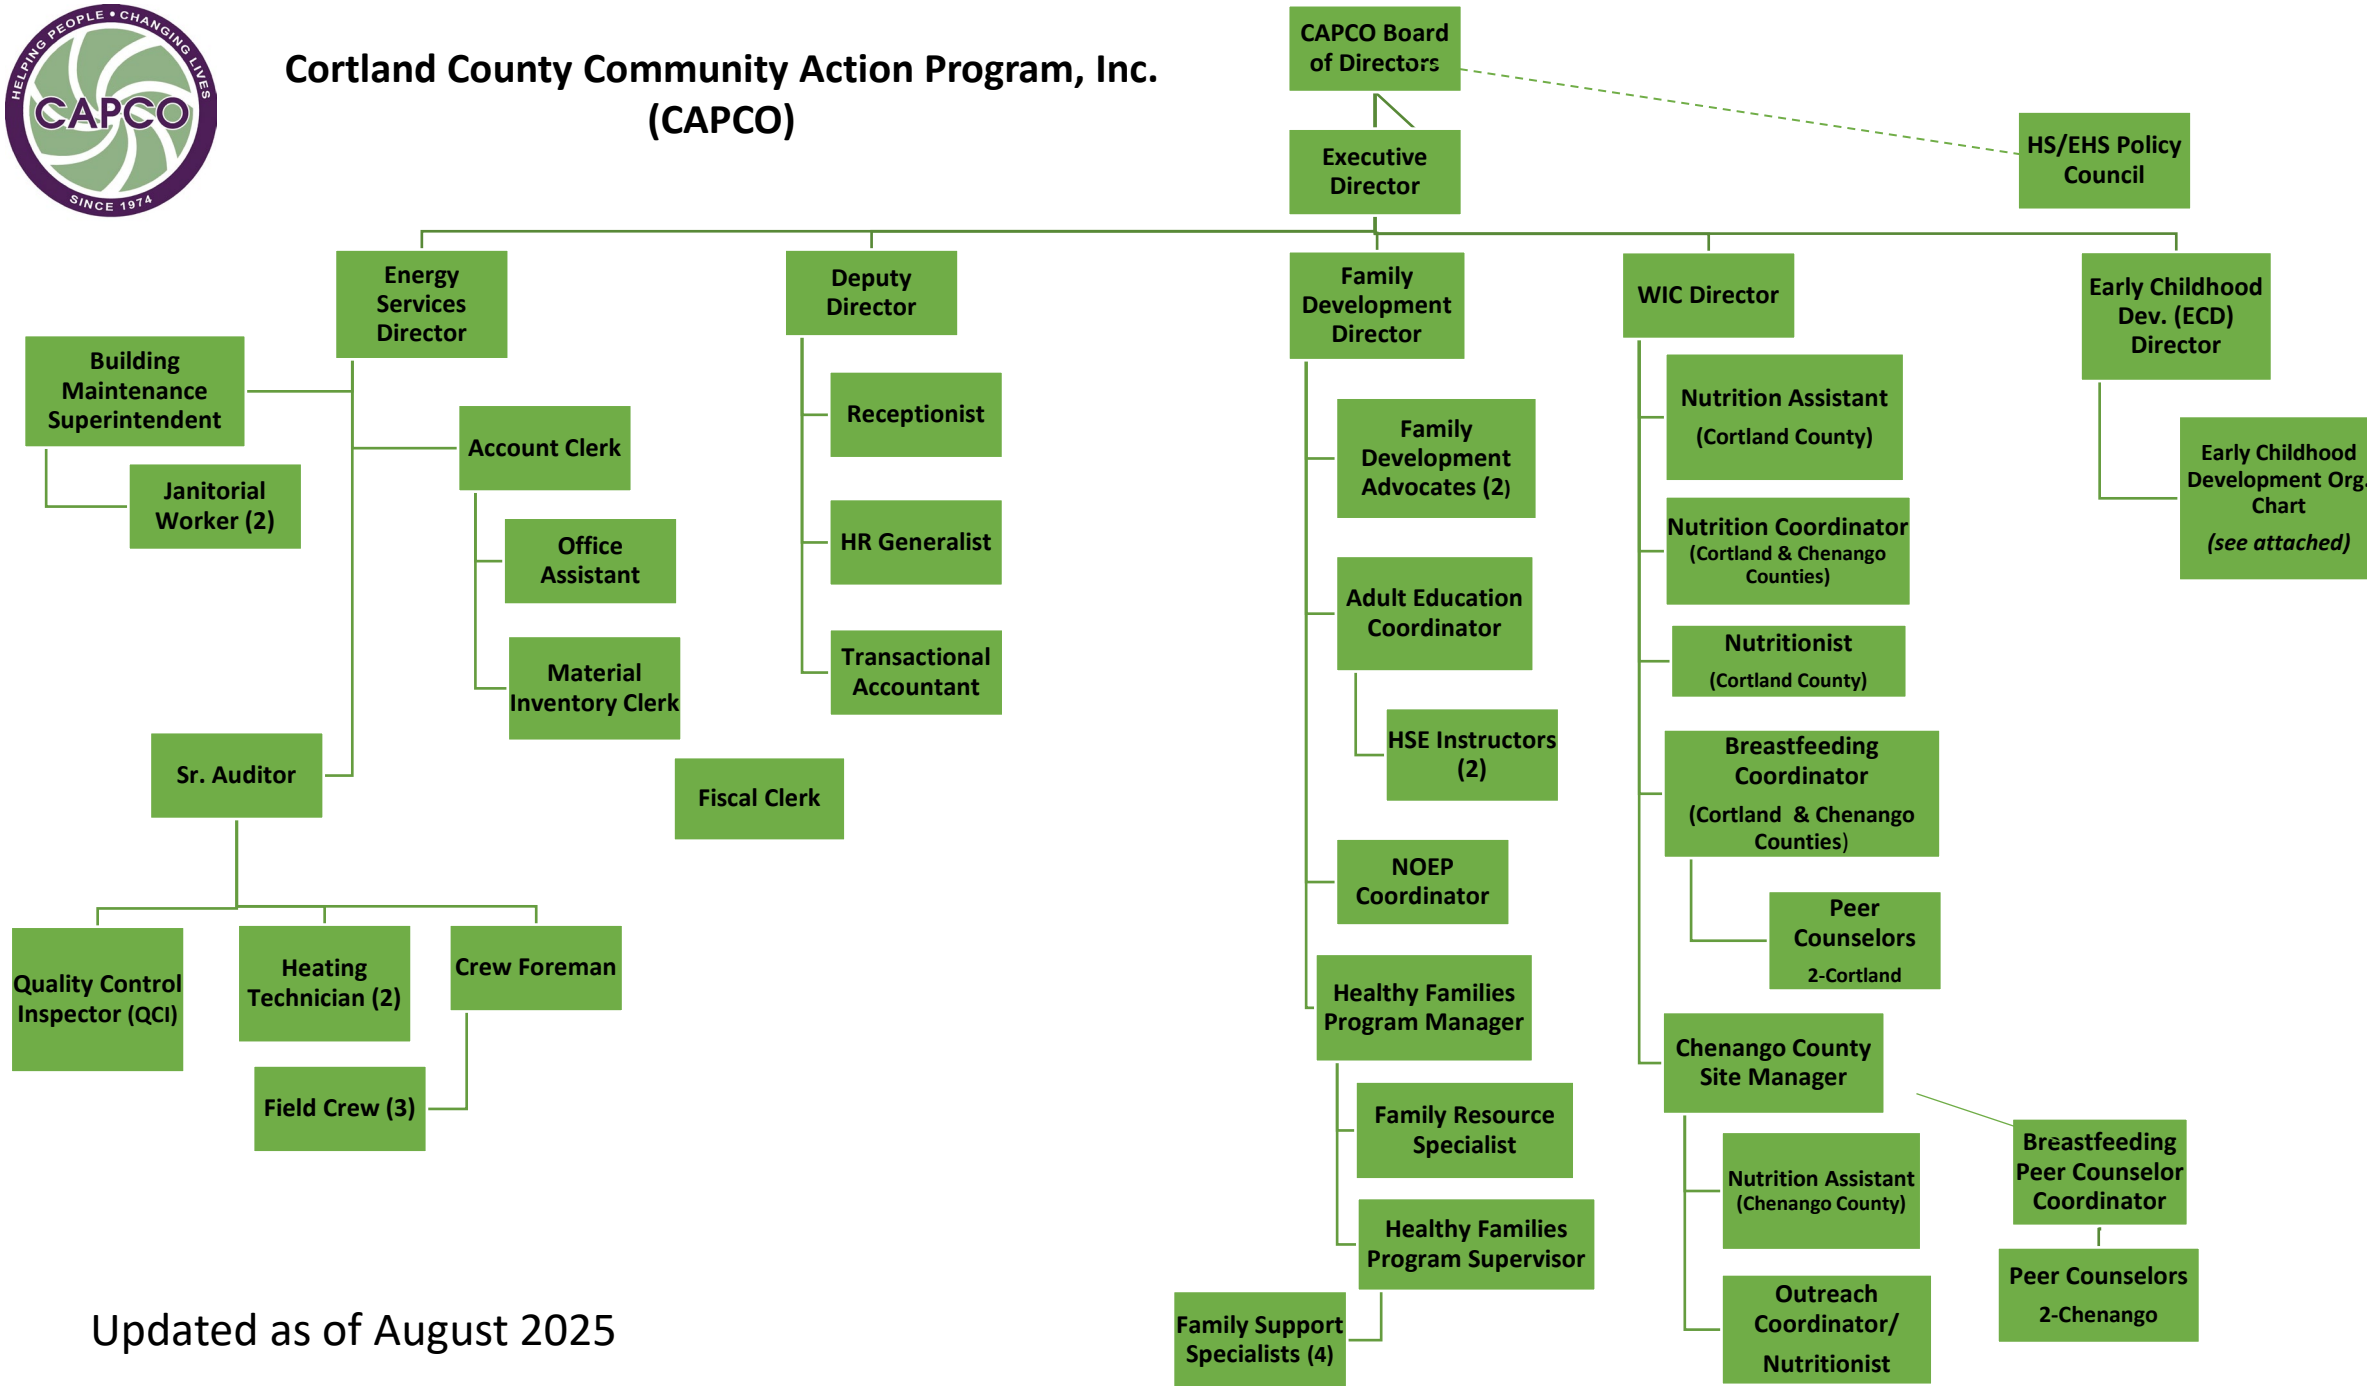 HELPING PEOPLE • CHANGING LIVES
CAPCO
SINCE 1974
Cortland County Community Action Program, Inc.
(CAPCO)
CAPCO Board
of Directors
HS/EHS Policy
Council
Executive
Director
Energy
Services
Director
Building
Maintenance
Superintendent
Janitorial
Worker (2)
Account Clerk
Office
Assistant
Material
Inventory Clerk
Sr. Auditor
Quality Control
Inspector (QCI)
Heating
Technician (2)
Crew Foreman
Field Crew (3)
Deputy
Director
Receptionist
HR Generalist
Transactional
Accountant
Fiscal Clerk
Family
Development
Director
Family
Development
Advocates (2)
Adult Education
Coordinator
HSE Instructors
(2)
NOEP
Coordinator
Healthy Families
Program Manager
Family Resource
Specialist
Healthy Families
Program Supervisor
Family Support
Specialists (4)
WIC Director
Nutrition Assistant
(Cortland County)
Nutrition Coordinator
(Cortland & Chenango
Counties)
Nutritionist
(Cortland County)
Breastfeeding
Coordinator
(Cortland & Chenango
Counties)
Peer
Counselors
2-Cortland
Chenango County
Site Manager
Nutrition Assistant
(Chenango County)
Outreach
Coordinator/
Nutritionist
Breastfeeding
Peer Counselor
Coordinator
Peer Counselors
2-Chenango
Early Childhood
Dev. (ECD)
Director
Early Childhood
Development Org.
Chart
(see attached)
Updated as of August 2025